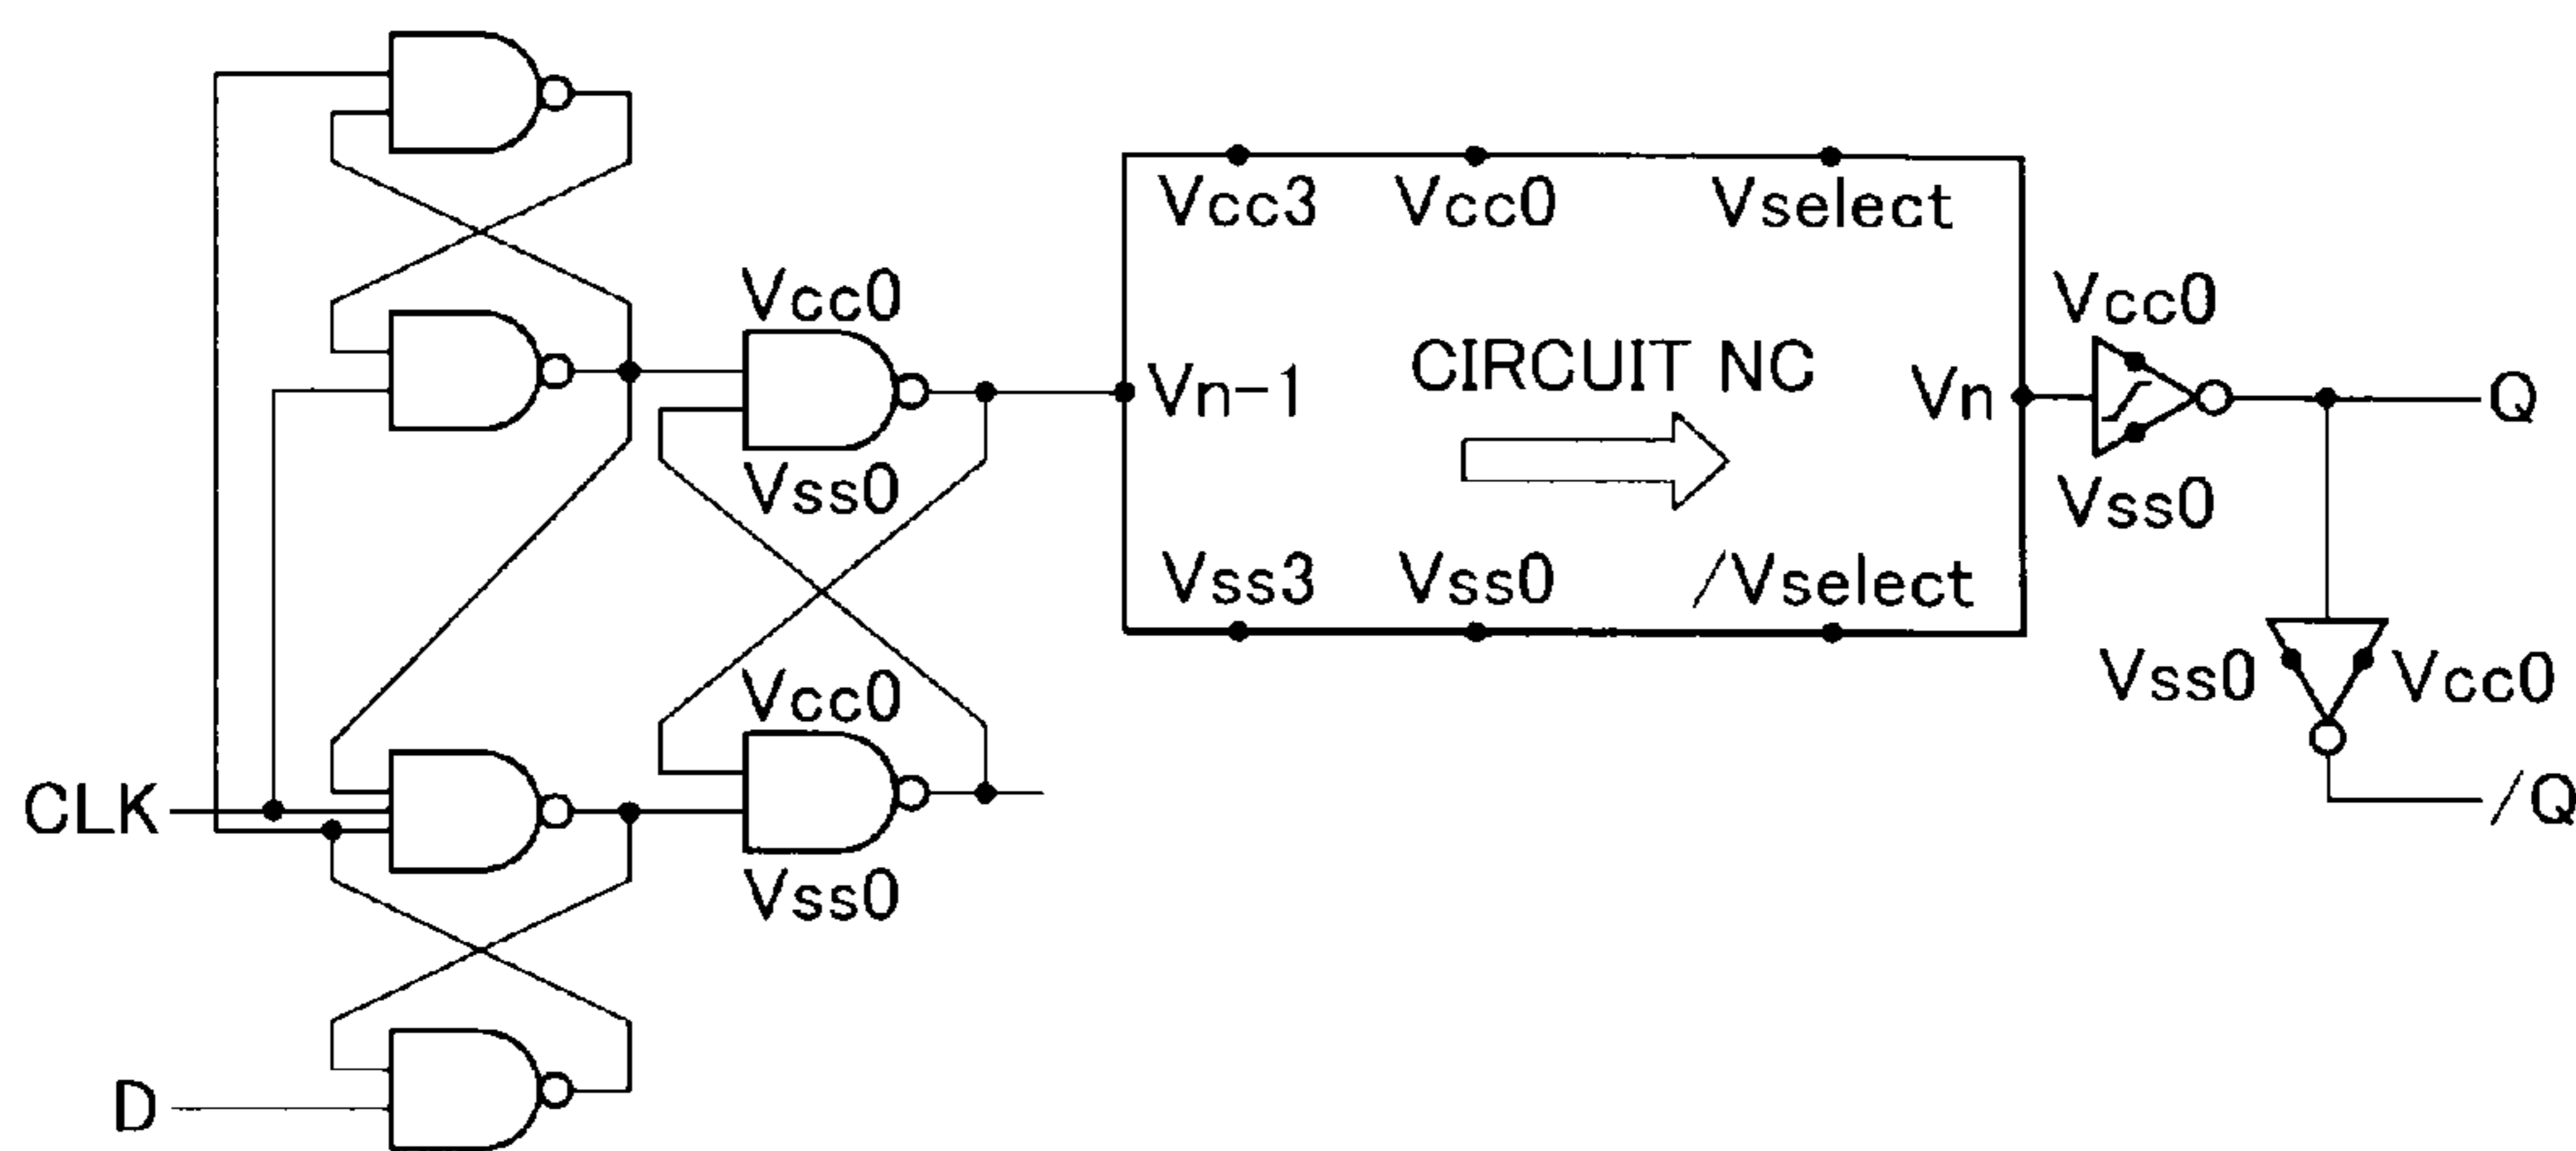 Vcc3 Vcc0 Vselect
Vcc0
Vcc0
Vn-1
CIRCUIT NC
Vn
Q
Vss0
Vss0
Vss3 Vss0 /Vselect
Vcc0
Vss0
Vcc0
CLK
/Q
Vss0
D